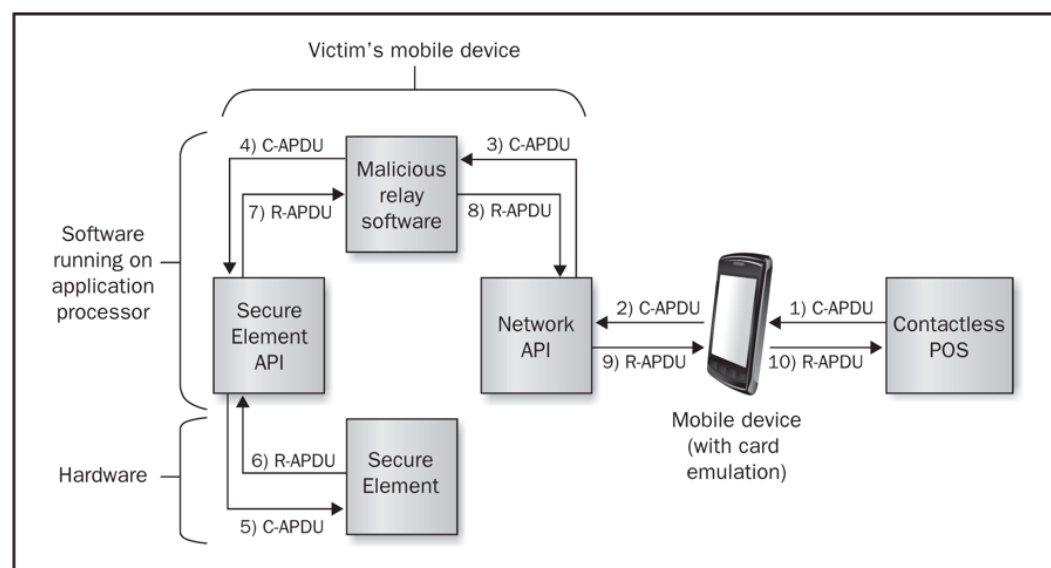 Victim's mobile device
4) C-APDU
3) C-APDU
Malicious
relay
software
7) R-APDU
8) R-APDU
Software
running on
application
processor
Secure
Element
API
Network
API
2) C-APDU
1) C-APDU
9) R-APDU
10) R-APDU
Contactless
POS
Mobile device
(with card
emulation)
Hardware
6) R-APDU
5) C-APDU
Secure
Element